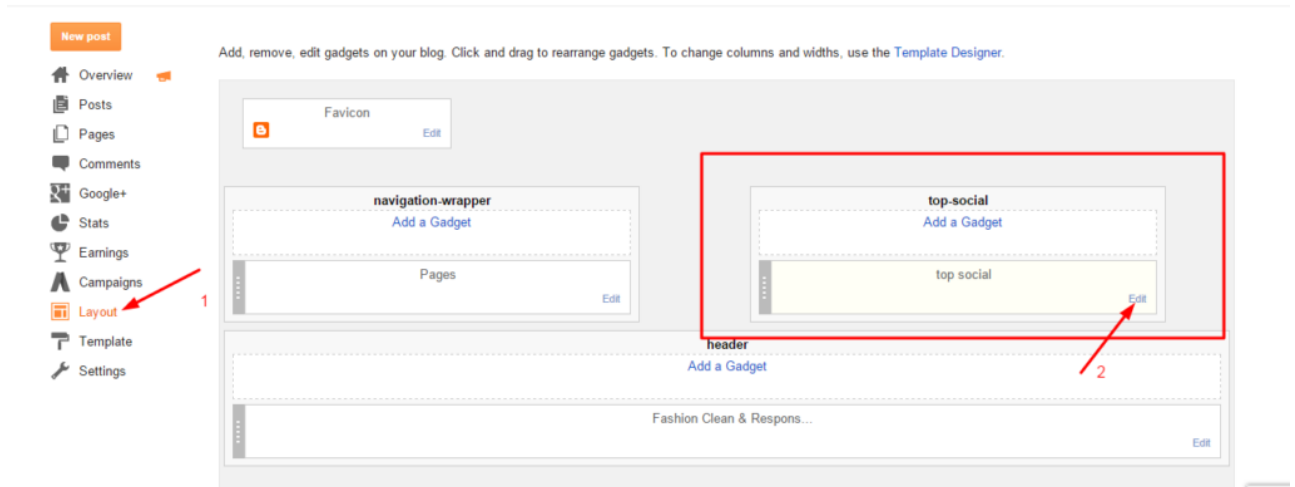 New post
Add, remove, edit gadgets on your blog. Click and drag to rearrange gadgets. To change columns and widths, use the Template Designer.
Overview
Posts
Pages
Comments
Google+
Stats
Earnings
Campaigns
Layout
Template
Settings
1
Favicon
Edit
navigation-wrapper
Add a Gadget
Pages
Edit
top-social
Add a Gadget
top social
Edit
2
header
Add a Gadget
Fashion Clean & Respons...
Edit